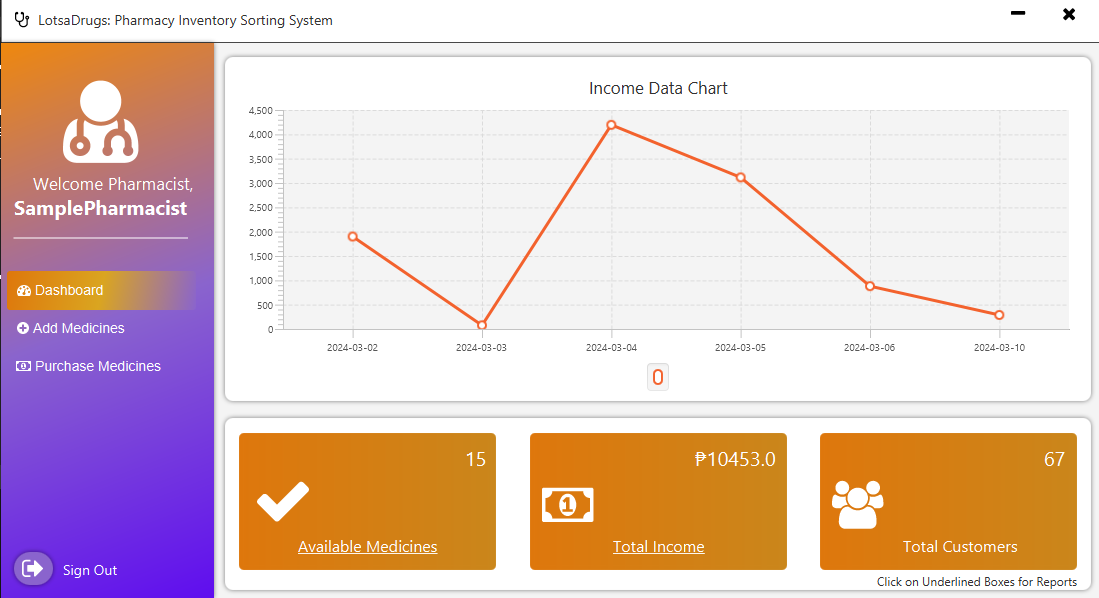 LotsaDrugs: Pharmacy Inventory Sorting System
Welcome Pharmacist,
SamplePharmacist
Dashboard
Add Medicines
Purchase Medicines
Sign Out
Income Data Chart
4,500
4,000
3,500
3,000
2,500
2,000
1,500
1,000
500
0
2024-03-02 2024-03-03 2024-03-04 2024-03-05 2024-03-06 2024-03-10
15
Available Medicines
₱10453.0
1
Total Income
67
Total Customers
Click on Underlined Boxes for Reports